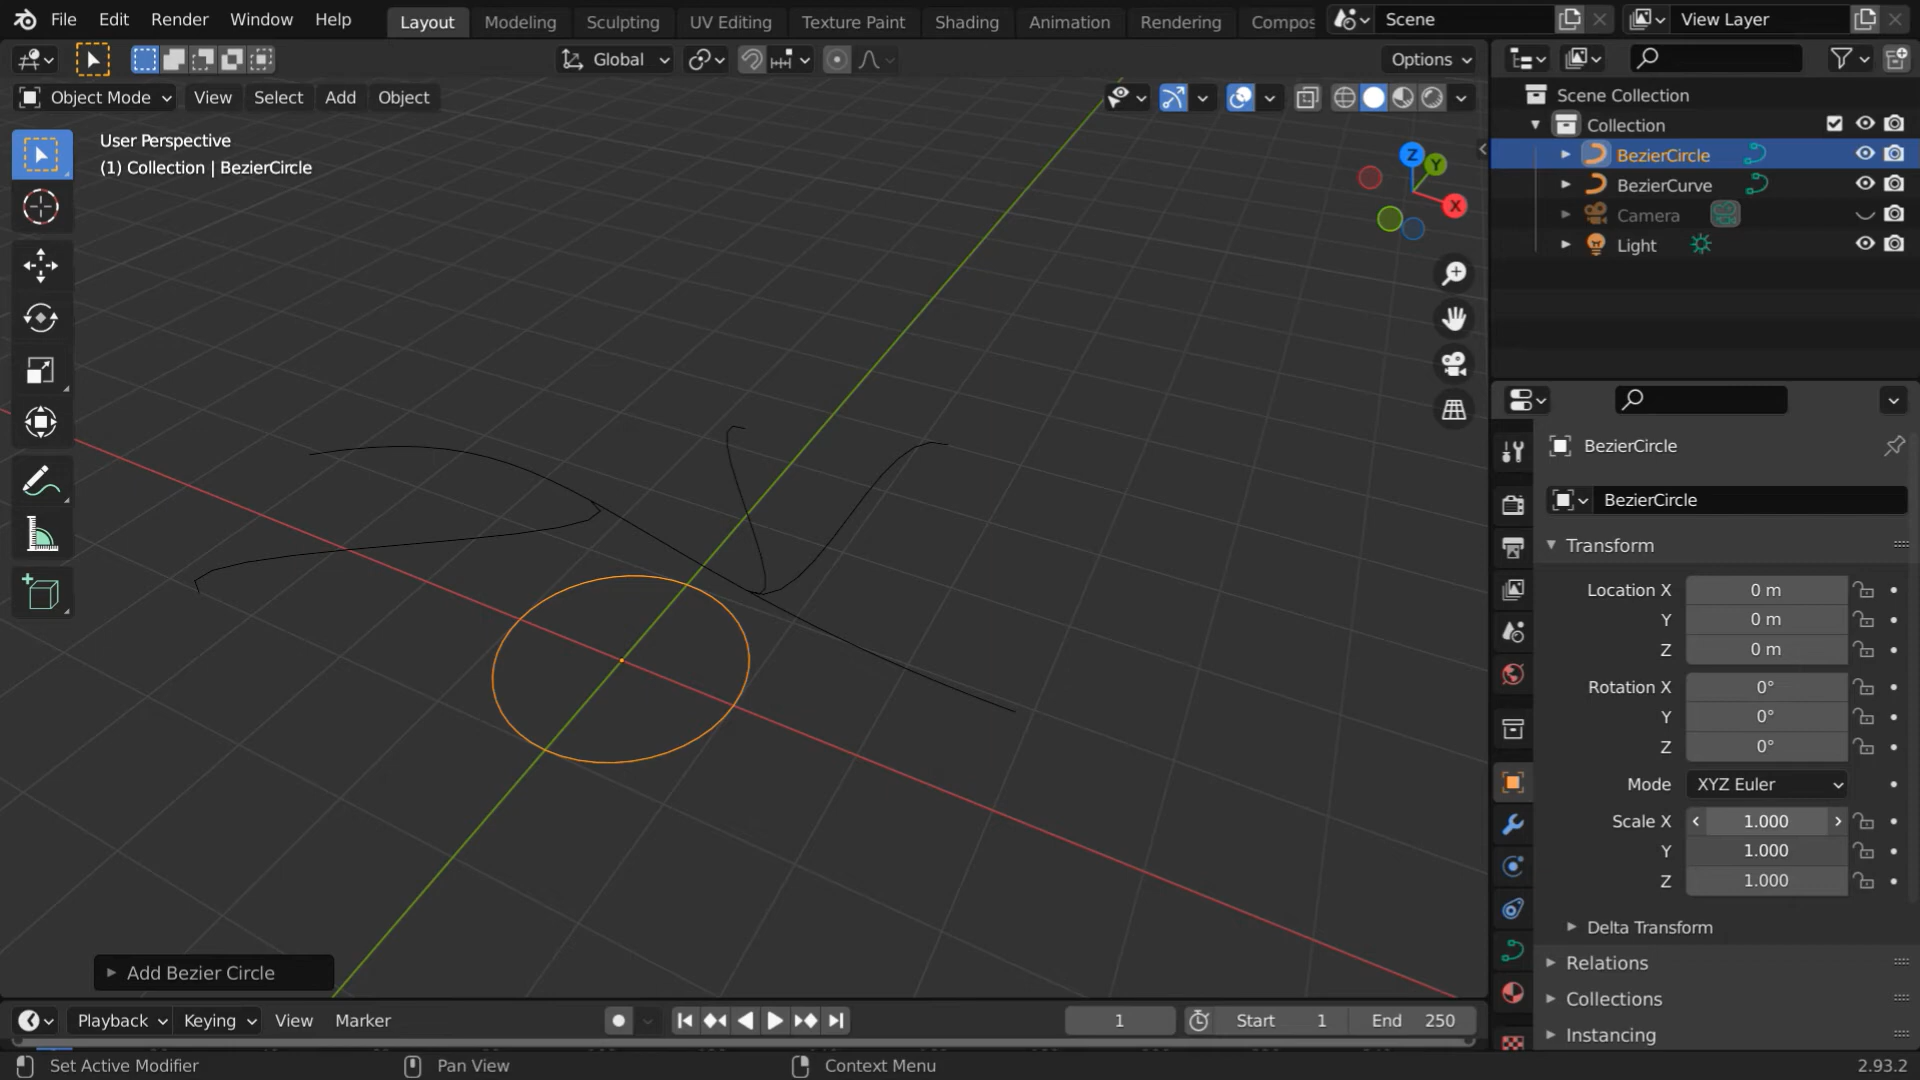 File Edit Render Window Help
Layout Modeling Sculpting UV Editing Texture Paint Shading Animation Rendering Compos
Scene
View Layer
Global
Options
Object Mode View Select Add Object
User Perspective
(1) Collection | BezierCircle
Z
Y
X
Scene Collection
Collection
BezierCircle
BezierCurve
Camera
Light
BezierCircle
BezierCircle
Transform
Location X 0 m
Y 0 m
Z 0 m
Rotation X 0°
Y 0°
Z 0°
Mode XYZ Euler
Scale X 1.000
Y 1.000
Z 1.000
Delta Transform
Relations
Collections
Instancing
Add Bezier Circle
Playback Keying View Marker
1
Start 1
End 250
Set Active Modifier
Pan View
Context Menu
2.93.2